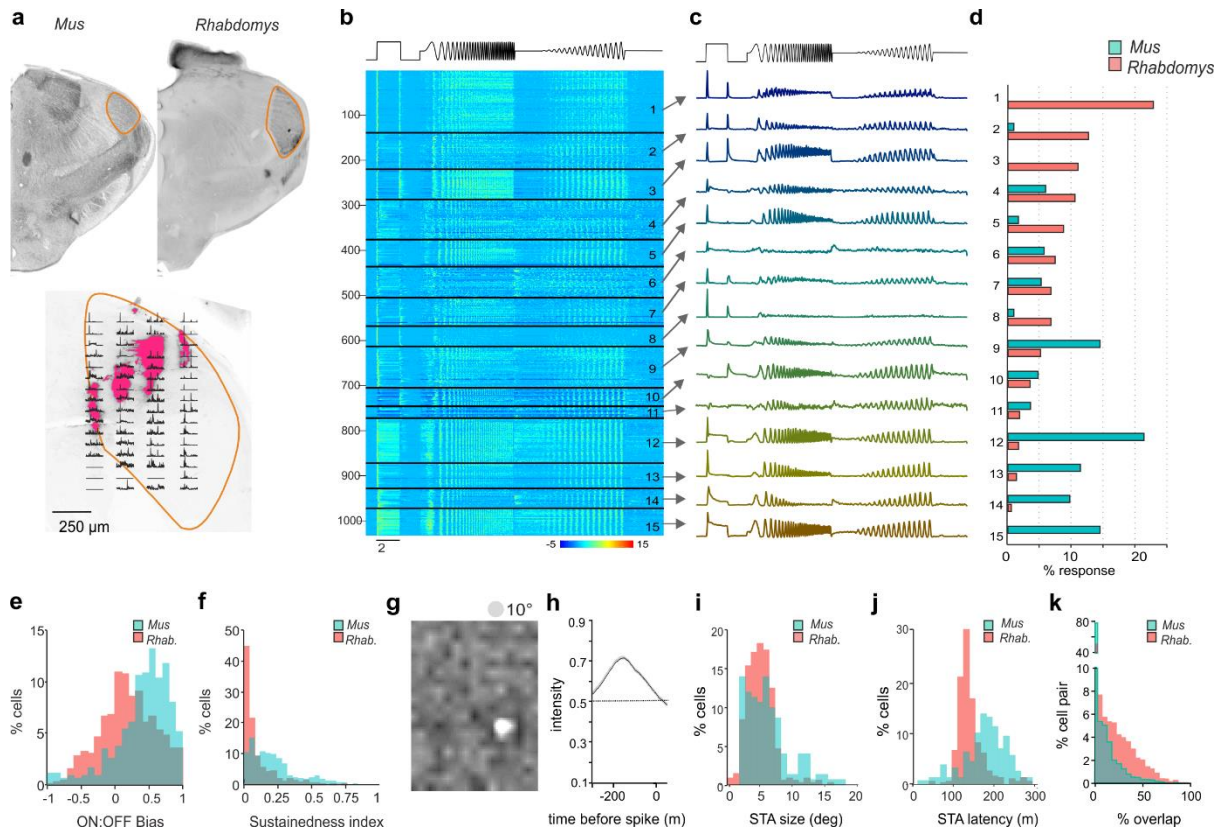 a
Mus
Rhabdomys
250 µm
b
100
200
300
400
500
600
700
800
900
1000
1
2
3
4
5
6
7
8
9
10
11
12
13
14
15
2
-5
15
c
d
Mus
Rhabdomys
1
2
3
4
5
6
7
8
9
10
11
12
13
14
15
0 10 20
% response
e
Mus
Rhab.
15
10
5
0
% cells
-1 -0.5 0 0.5 1
ON:OFF Bias
f
Mus
Rhab.
50
40
30
20
10
0
% cells
0 0.25 0.5 0.75 1
Sustainedness index
g
10°
h
0.9
0.7
0.5
0.3
0.1
intensity
-200 0
time before spike (m)
i
Mus
Rhab.
20
15
10
5
0
% cells
0 5 10 15 20
STA size (deg)
j
Mus
Rhab.
30
20
10
0
% cells
0 100 200 300
STA latency (m)
k
Mus
Rhab.
80
40
10
8
6
4
2
0
% cell pair
0 50 100
% overlap